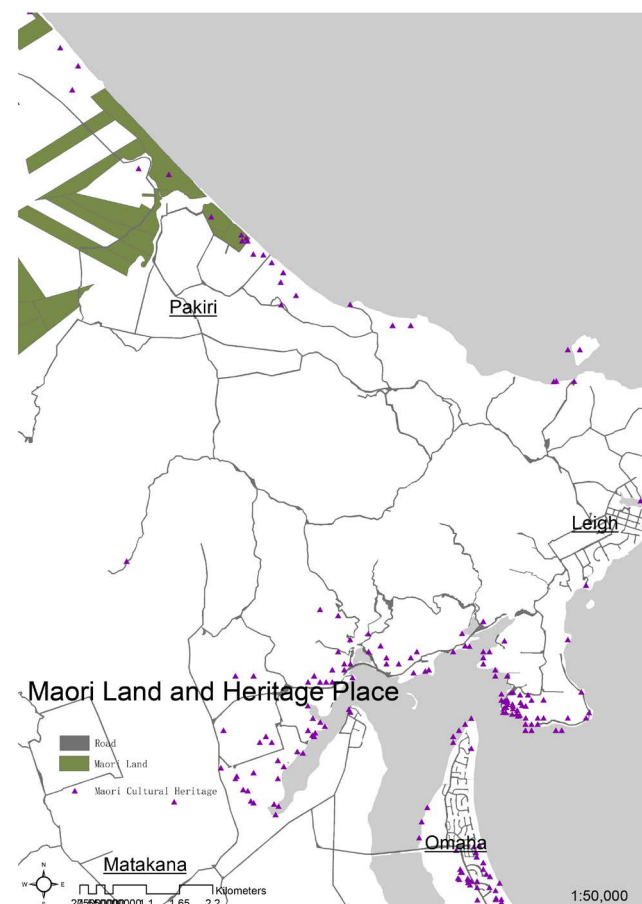 Pakiri
Leigh
Maori Land and Heritage Place
Road
Maori Land
Maori Cultural Heritage
Omaha
Matakana
N
W
E
S
1.1 1.65 2.2
Kilometers
1:50,000